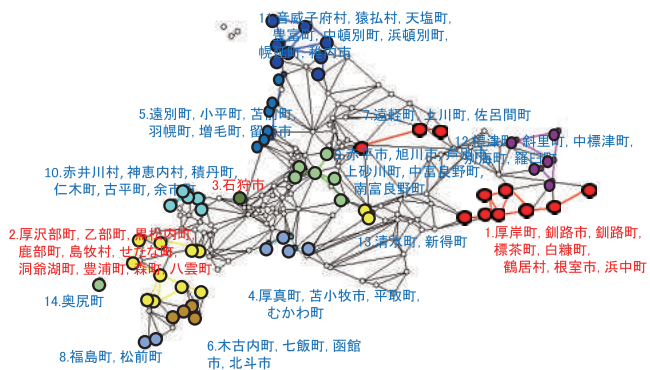 11.音威子府村, 猿払村, 天塩町,
豊富町, 中頓別町, 浜頓別町,
幌延町, 稚内市
5.遠別町, 小平町, 苫前町
羽幌町, 増毛町, 留萌市
7.遠軽町, 上川町, 佐呂間町
12.標津町, 斜里町, 中標津町,
別海町, 羅臼町
9.赤平市, 旭川市, 芦別市
上砂川町, 中富良野町,
南富良野町
10.赤井川村, 神恵内村, 積丹町,
仁木町, 古平町, 余市町
3.石狩市
2.厚沢部町, 乙部町, 黒松内町
鹿部町, 島牧村, せたな町
洞爺湖町, 豊浦町, 森町, 八雲町
13.清水町, 新得町
1.厚岸町, 釧路市, 釧路町,
標茶町, 白糠町,
鶴居村, 根室市, 浜中町
14.奥尻町
4.厚真町, 苫小牧市, 平取町,
むかわ町
8.福島町, 松前町
6.木古内町, 七飯町, 函館
市, 北斗市